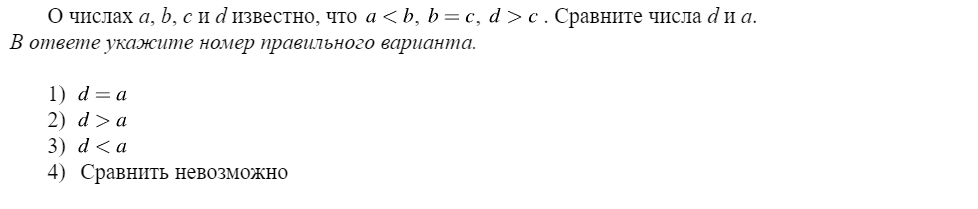 О числах a, b, c и d известно, что a < b, b = c, d > c . Сравните числа d и a.
В ответе укажите номер правильного варианта.
1) d = a
2) d > a
3) d < a
4) Сравнить невозможно